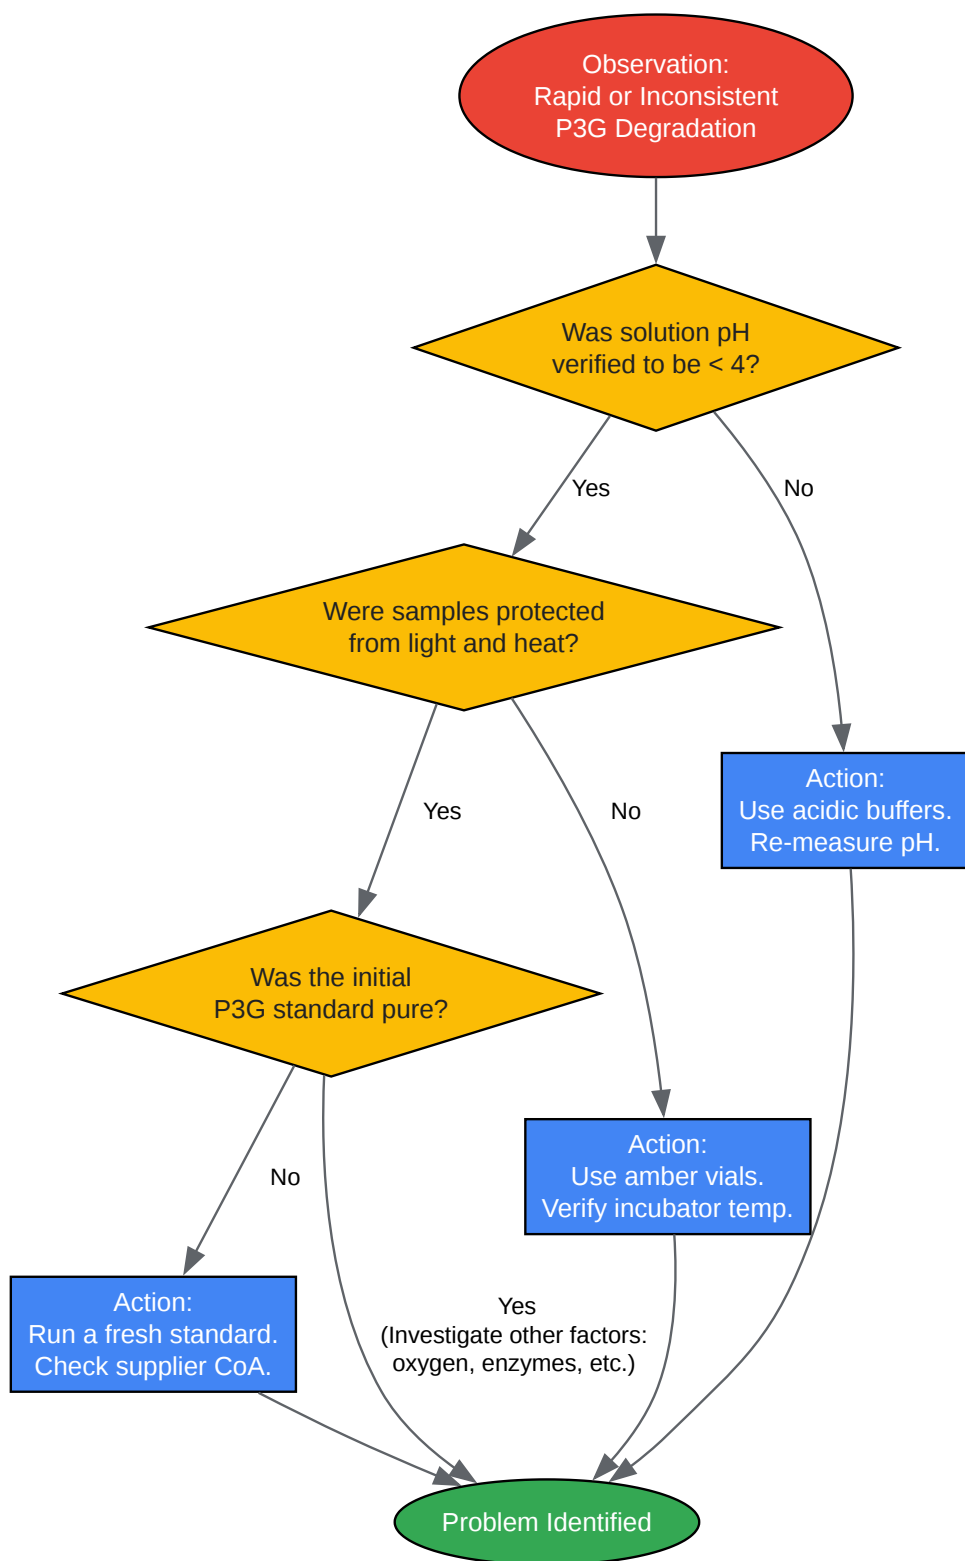 Observation:
Rapid or Inconsistent
P3G Degradation
Was solution pH
verified to be < 4?
Yes
No
Were samples protected
from light and heat?
Action:
Use acidic buffers.
Re-measure pH.
Yes
No
Was the initial
P3G standard pure?
Action:
Use amber vials.
Verify incubator temp.
No
Action:
Run a fresh standard.
Check supplier CoA.
Yes
(Investigate other factors:
oxygen, enzymes, etc.)
Problem Identified